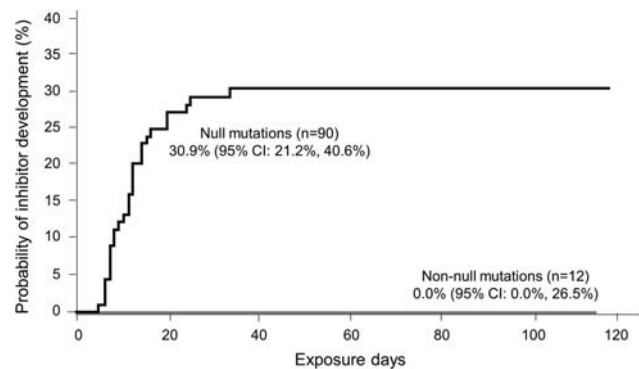 Probability of inhibitor development (%)
40
35
30
25
20
15
10
5
0
Null mutations (n=90)
30.9% (95% CI: 21.2%, 40.6%)
Non-null mutations (n=12)
0.0% (95% CI: 0.0%, 26.5%)
0 20 40 60 80 100 120
Exposure days